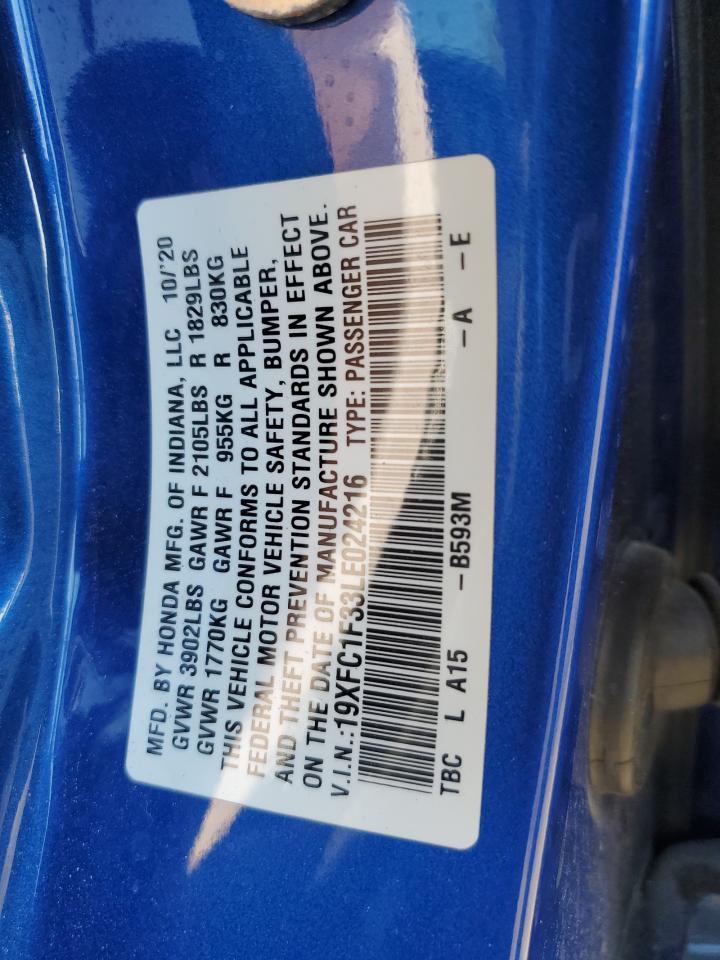 MFD. BY HONDA MFG. OF INDIANA, LLC 10/'20
GVWR 3902LBS GAWR F 2105LBS R 1829LBS
GVWR 1770KG GAWR F 955KG R 830KG
THIS VEHICLE CONFORMS TO ALL APPLICABLE
FEDERAL MOTOR VEHICLE SAFETY, BUMPER,
AND THEFT PREVENTION STANDARDS IN EFFECT
ON THE DATE OF MANUFACTURE SHOWN ABOVE.
V.I.N.:19XFC1F33LE024216 TYPE: PASSENGER CAR
TBC L A15 -B593M -A -E